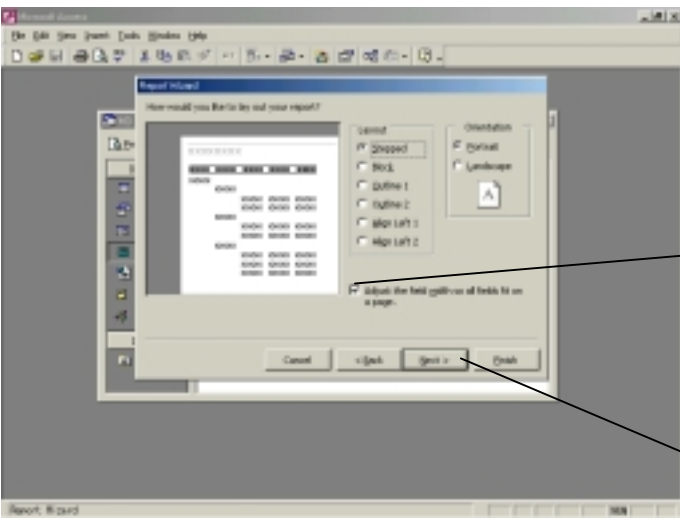 Microsoft Access
File Edit View Insert Tools Window Help
Report Wizard
How would you like to lay out your report?
Layout
Stepped
Block
Outline 1
Outline 2
Align Left 1
Align Left 2
Orientation
Portrait
Landscape
A
Adjust the field width so all fields fit on
a page.
Cancel
< Back
Next >
Finish
Report Wizard
NUM